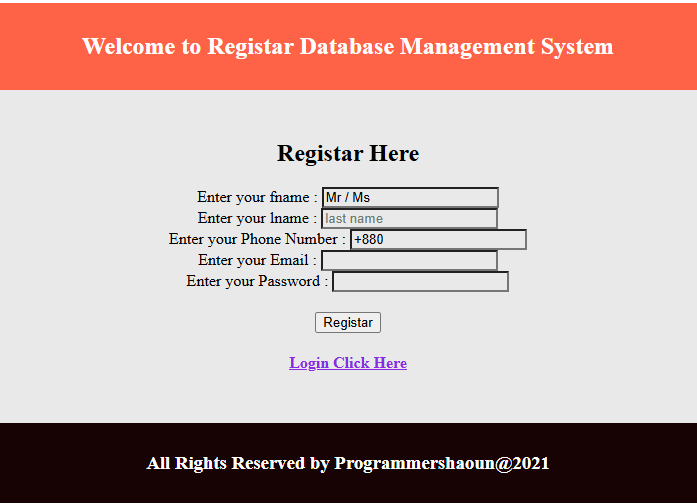 Welcome to Registar Database Management System
Registar Here
Enter your fname : Mr / Ms
Enter your lname : last name
Enter your Phone Number : +880
Enter your Email :
Enter your Password :
Registar
Login Click Here
All Rights Reserved by Programmershaoun@2021